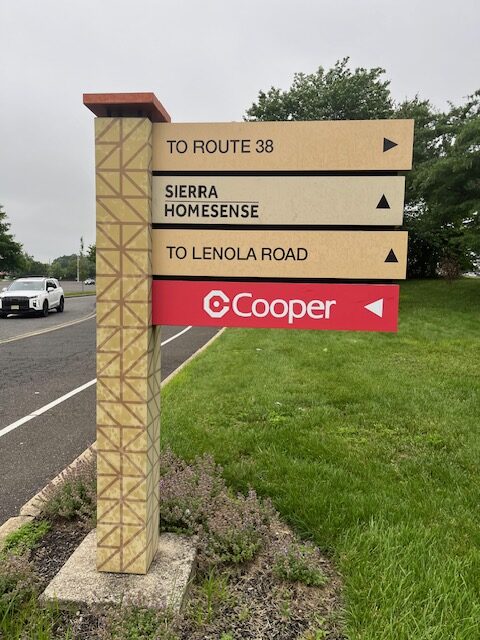 TO ROUTE 38
SIERRA
HOMESENSE
TO LENOLA ROAD
Cooper